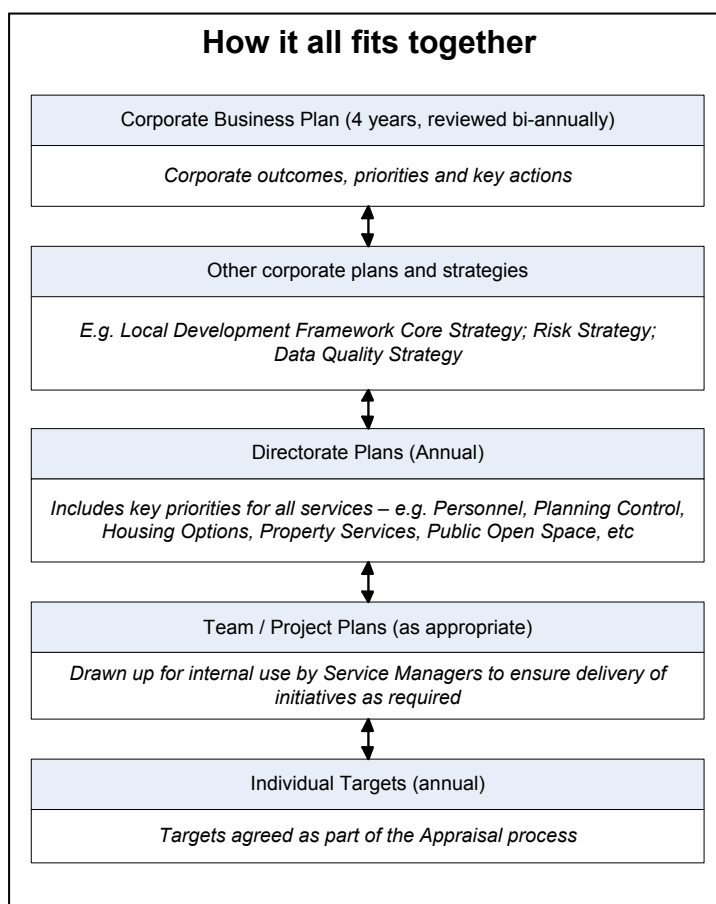 How it all fits together
Corporate Business Plan (4 years, reviewed bi-annually)
Corporate outcomes, priorities and key actions
Other corporate plans and strategies
E.g. Local Development Framework Core Strategy; Risk Strategy;
Data Quality Strategy
Directorate Plans (Annual)
Includes key priorities for all services – e.g. Personnel, Planning Control,
Housing Options, Property Services, Public Open Space, etc
Team / Project Plans (as appropriate)
Drawn up for internal use by Service Managers to ensure delivery of
initiatives as required
Individual Targets (annual)
Targets agreed as part of the Appraisal process